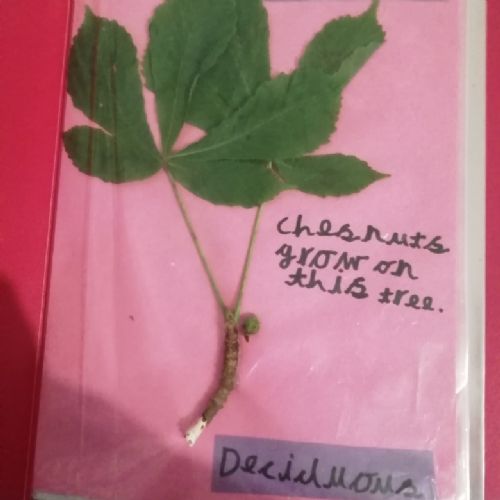 chesnuts
grow on
this tree.
Deciduous